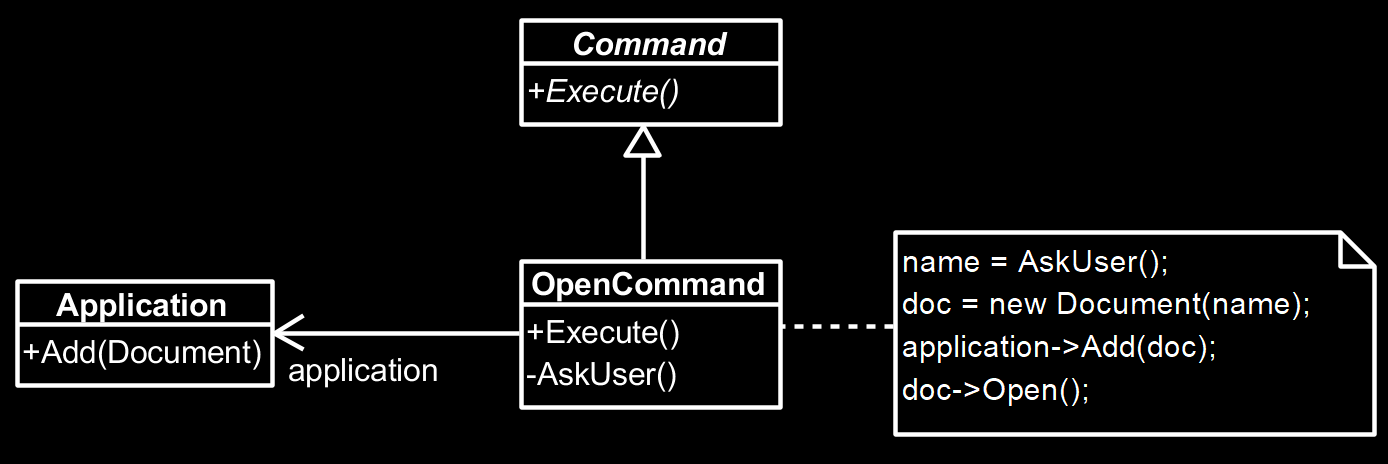 Command
+Execute()
Application
+Add(Document)
application
OpenCommand
+Execute()
-AskUser()
name = AskUser();
doc = new Document(name);
application->Add(doc);
doc->Open();